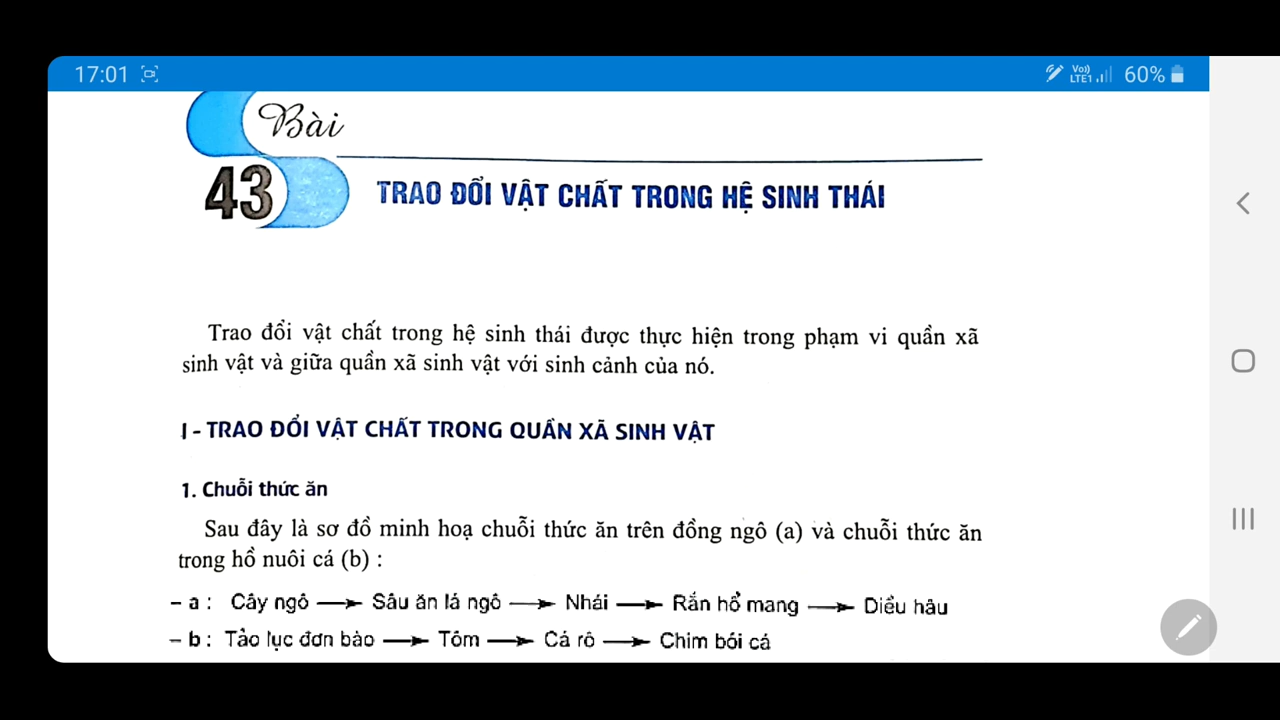 17:01 Vo)) LTE1 60%
Bài
43
TRAO ĐỔI VẬT CHẤT TRONG HỆ SINH THÁI
Trao đổi vật chất trong hệ sinh thái được thực hiện trong phạm vi quần xã
sinh vật và giữa quần xã sinh vật với sinh cảnh của nó.
I - TRAO ĐỔI VẬT CHẤT TRONG QUẦN XÃ SINH VẬT
1. Chuỗi thức ăn
Sau đây là sơ đồ minh hoạ chuỗi thức ăn trên đồng ngô (a) và chuỗi thức ăn
trong hồ nuôi cá (b) :
– a : Cây ngô → Sâu ăn lá ngô → Nhái → Rắn hổ mang → Diều hâu
– b : Tảo lục đơn bào → Tôm → Cá rô → Chim bói cá